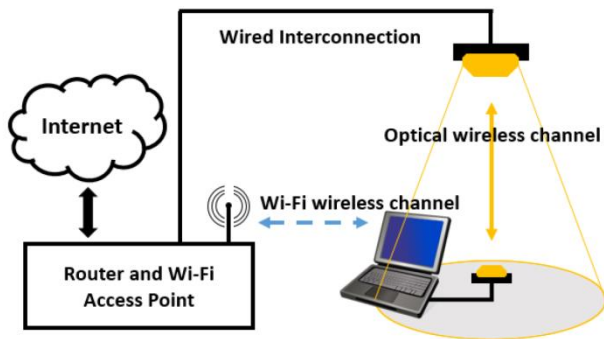 Wired Interconnection
Internet
Optical wireless channel
Wi-Fi wireless channel
Router and Wi-Fi
Access Point